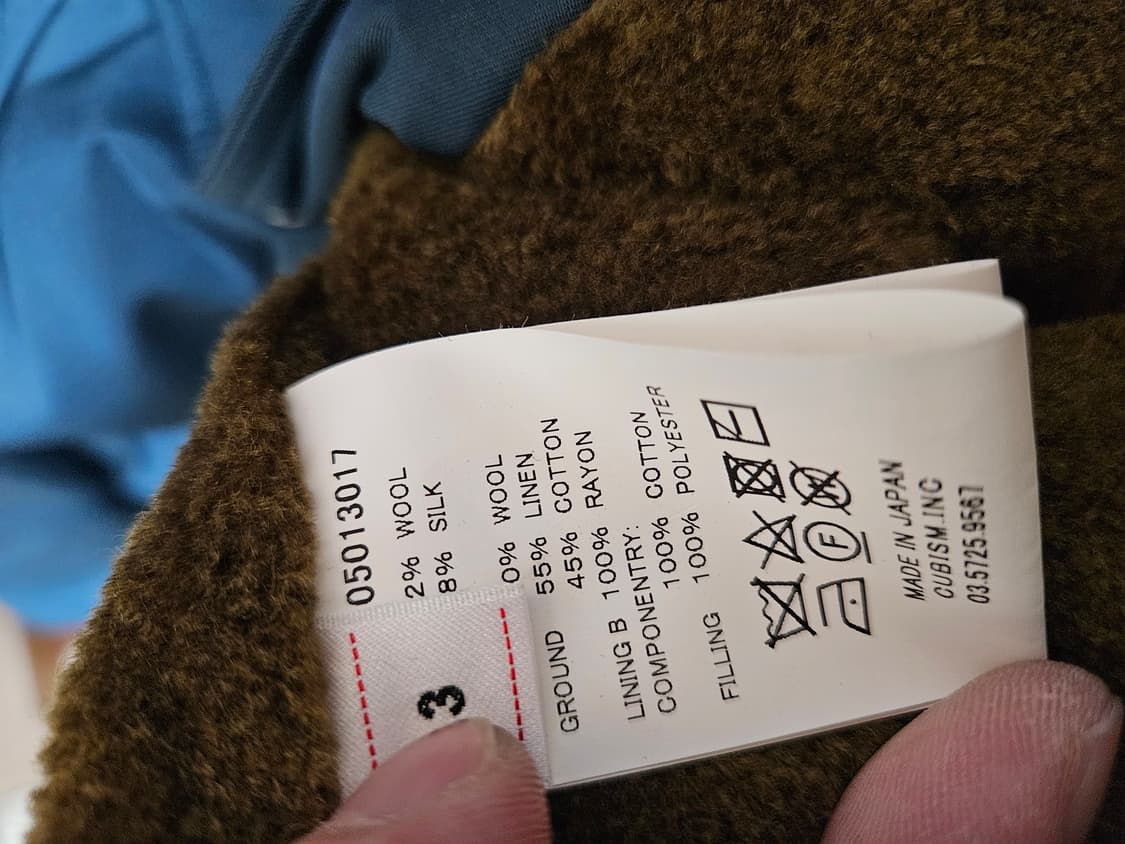 05013017
2% WOOL
8% SILK
0% WOOL
GROUND 55% LINEN
45% COTTON
LINING B 100% RAYON
COMPONENTRY:
100% COTTON
FILLING 100% POLYESTER
F
W
MADE IN JAPAN
CUBISM.INC
03.5725.9567
3